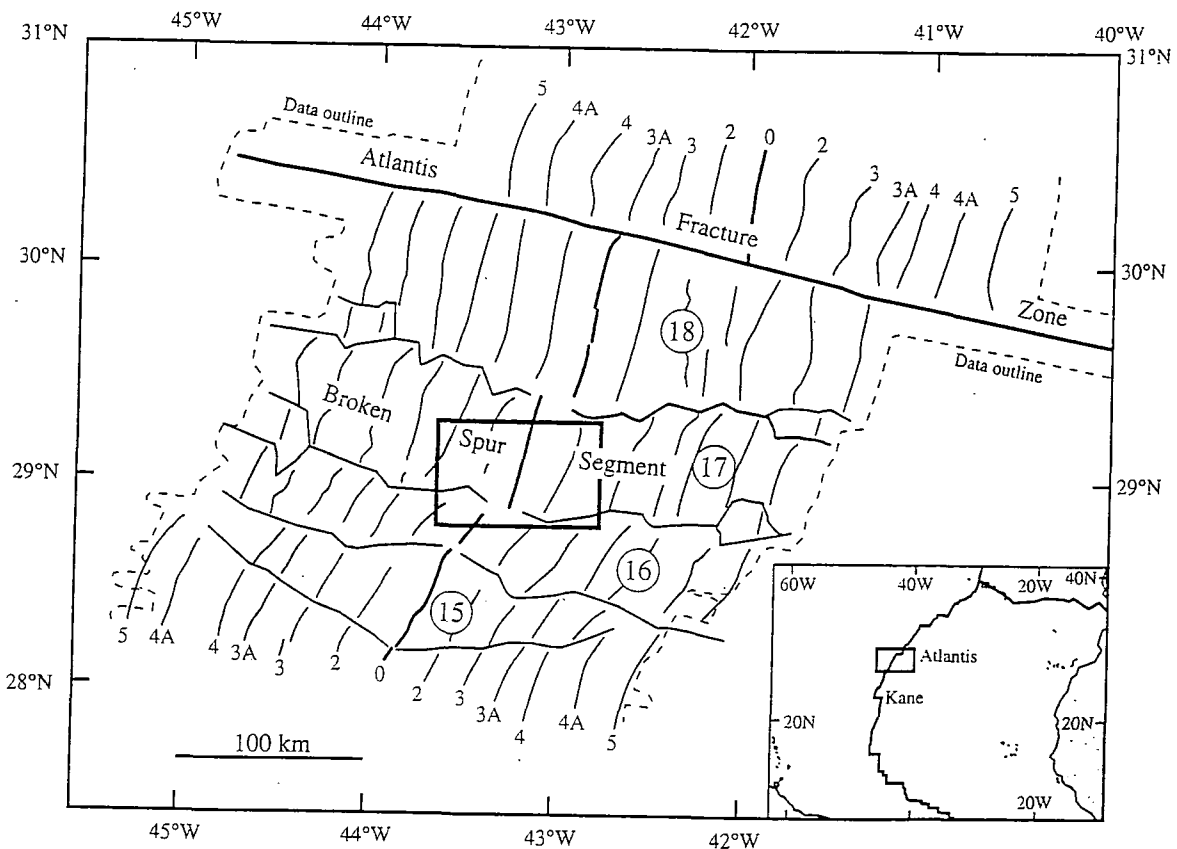 45°W 44°W 43°W 42°W 41°W 40°W
31°N
31°N
5
4A
4
3A
3
2
0
2
3
3A
4
4A
5
Data outline
Atlantis
Fracture
Zone
Data outline
30°N
30°N
18
Broken
Spur
Segment
17
29°N
29°N
16
15
5
4A
4
3A
3
2
0
2
3
3A
4
4A
5
28°N
100 km
60°W 40°W 20°W 40N
Atlantis
Kane
20N
20N
20W
45°W 44°W 43°W 42°W